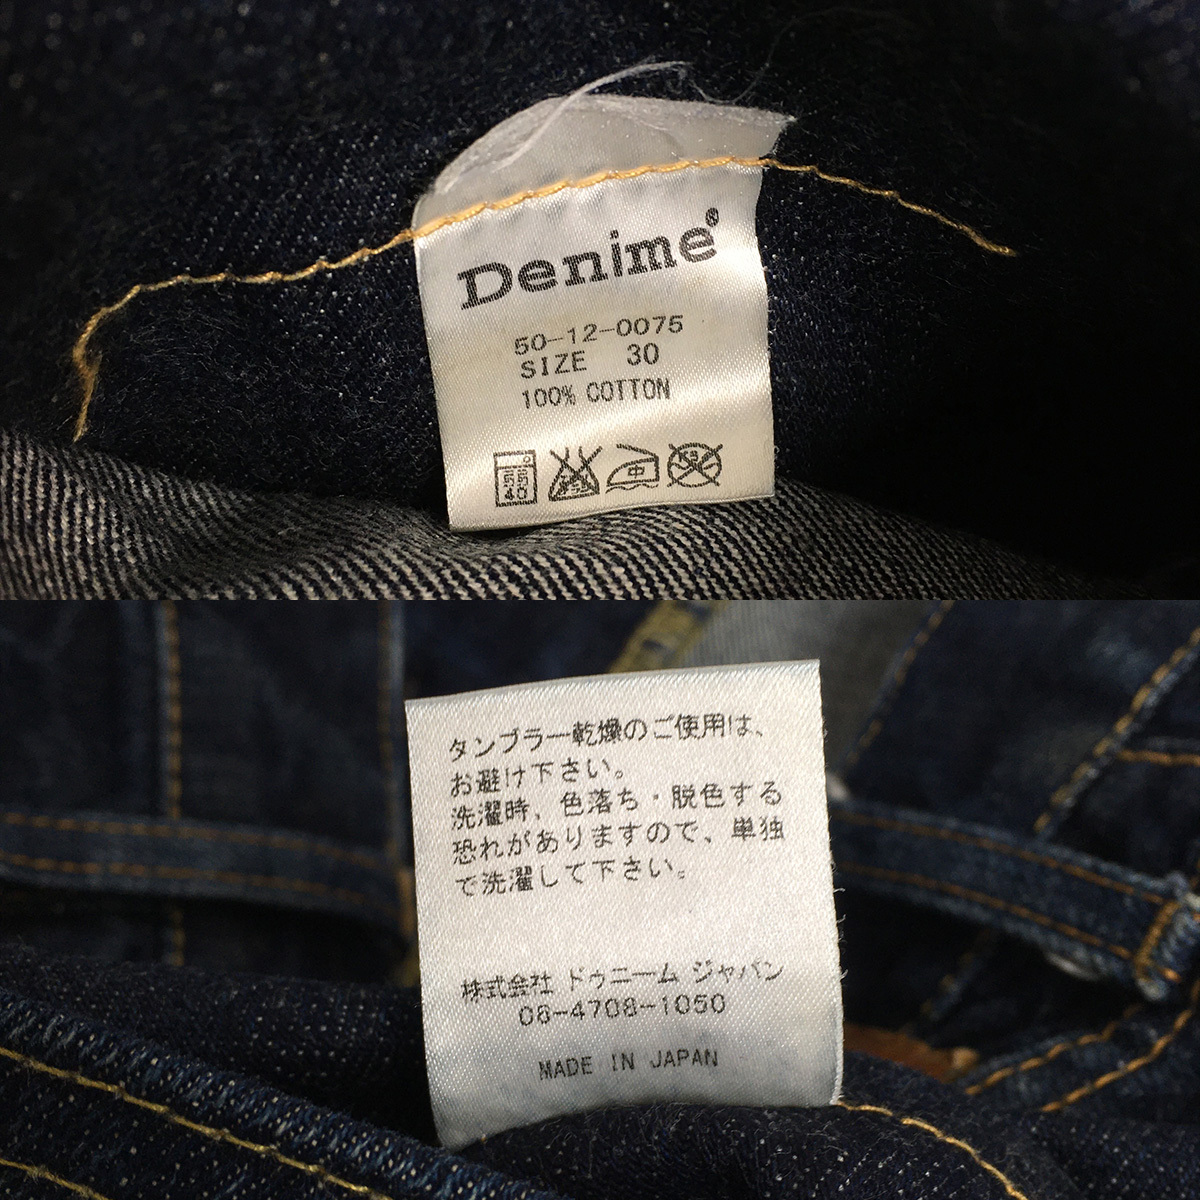 Denime®
50-12-0075
SIZE 30
100% COTTON
40
中
タンブラー乾燥のご使用は、
お避け下さい。
洗濯時、色落ち・脱色する
恐れがありますので、単独
で洗濯して下さい。
株式会社 ドゥニーム ジャパン
06-4708-1050
MADE IN JAPAN